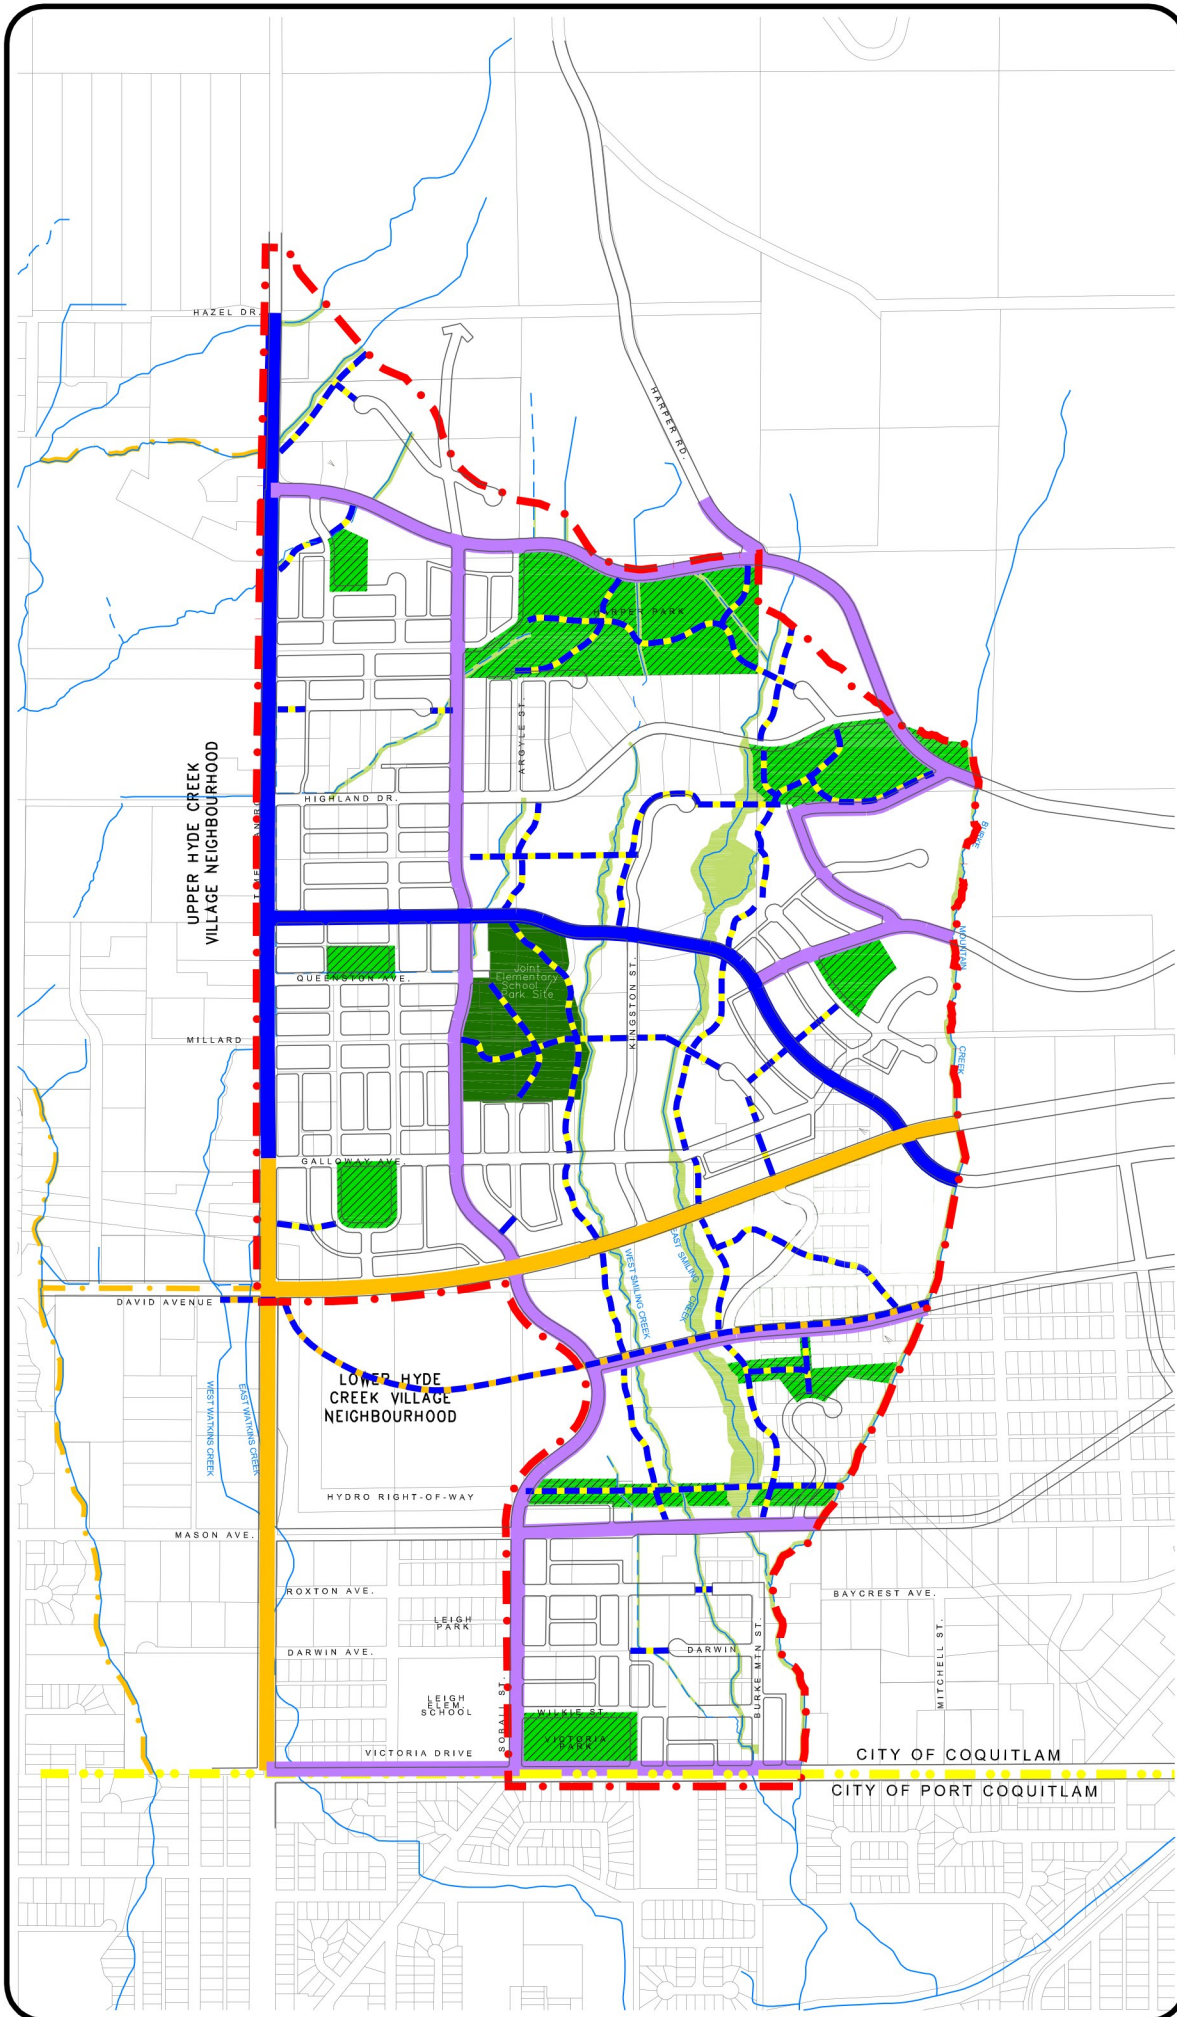 HAZEL DR.
HARPER RD.
HARPER PARK
ARGYLE ST.
UPPER HYDE CREEK
VILLAGE NEIGHBOURHOOD
HIGHLAND DR.
BURKE
MOUNTAIN
CREEK
Joint
Elementary
School /
Park Site
QUEENSTON AVE.
KINGSTON ST.
MILLARD
GALLOWAY AVE.
EAST SMILING
CREEK
WEST SMILING CREEK
DAVID AVENUE
LOWER HYDE
CREEK VILLAGE
NEIGHBOURHOOD
WEST WATKINS CREEK
EAST WATKINS CREEK
HYDRO RIGHT-OF-WAY
MASON AVE.
ROXTON AVE.
BAYCREST AVE.
LEIGH
PARK
DARWIN AVE.
DARWIN
BURKE MTN ST.
MITCHELL ST.
LEIGH
ELEM.
SCHOOL
SOBALL ST.
WILKIE ST.
VICTORIA
PARK
VICTORIA DRIVE
CITY OF COQUITLAM
CITY OF PORT COQUITLAM